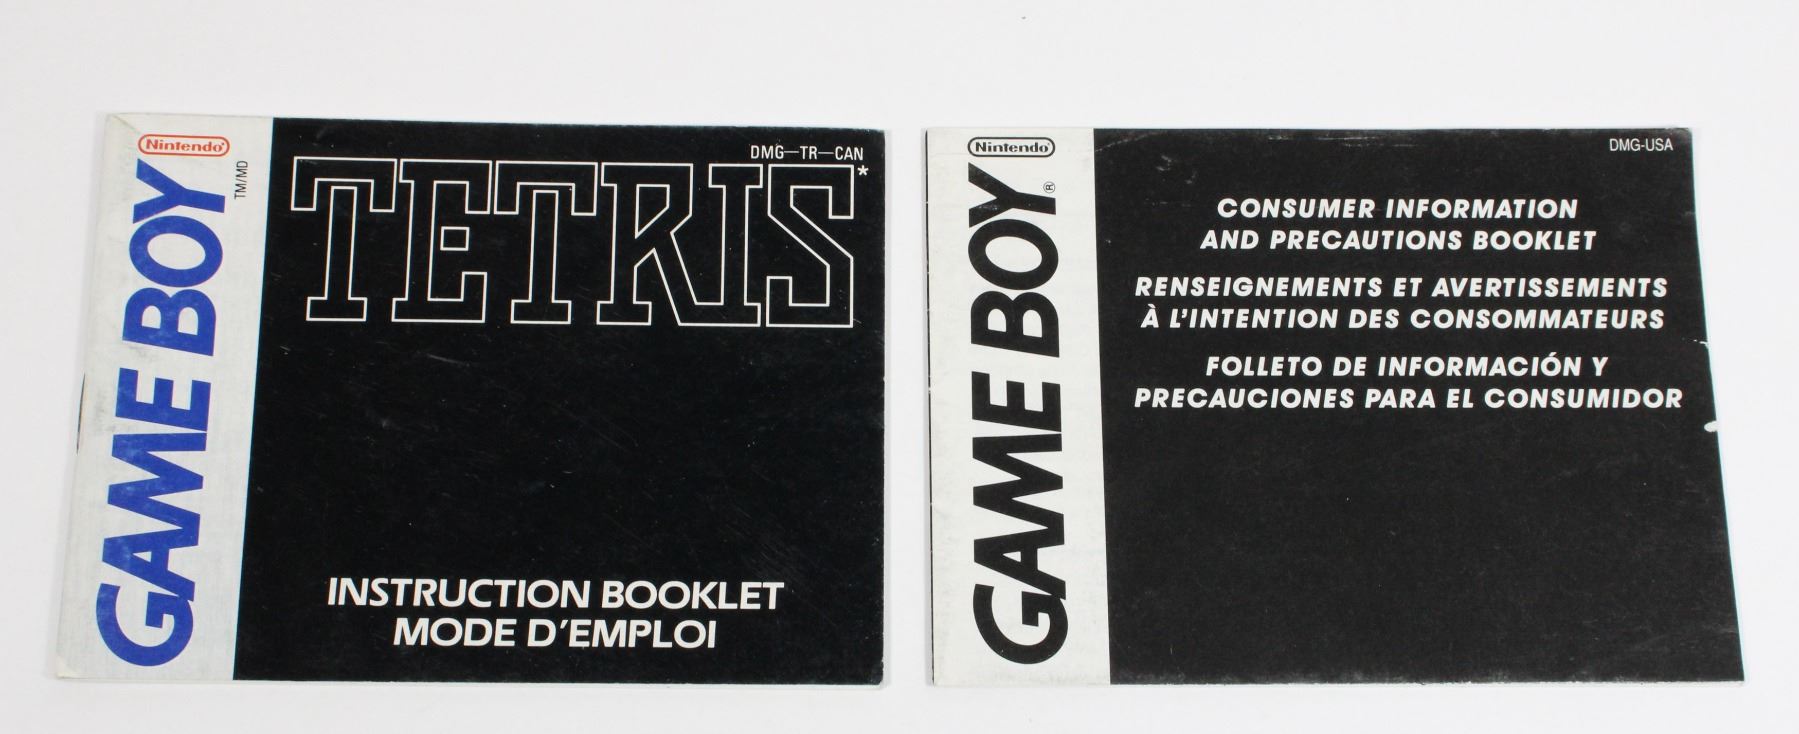 Nintendo®
GAME BOY
TM/MD
DMG—TR—CAN
TETRIS*
INSTRUCTION BOOKLET
MODE D'EMPLOI
Nintendo®
GAME BOY®
DMG-USA
CONSUMER INFORMATION
AND PRECAUTIONS BOOKLET
RENSEIGNEMENTS ET AVERTISSEMENTS
À L'INTENTION DES CONSOMMATEURS
FOLLETO DE INFORMACIÓN Y
PRECAUCIONES PARA EL CONSUMIDOR